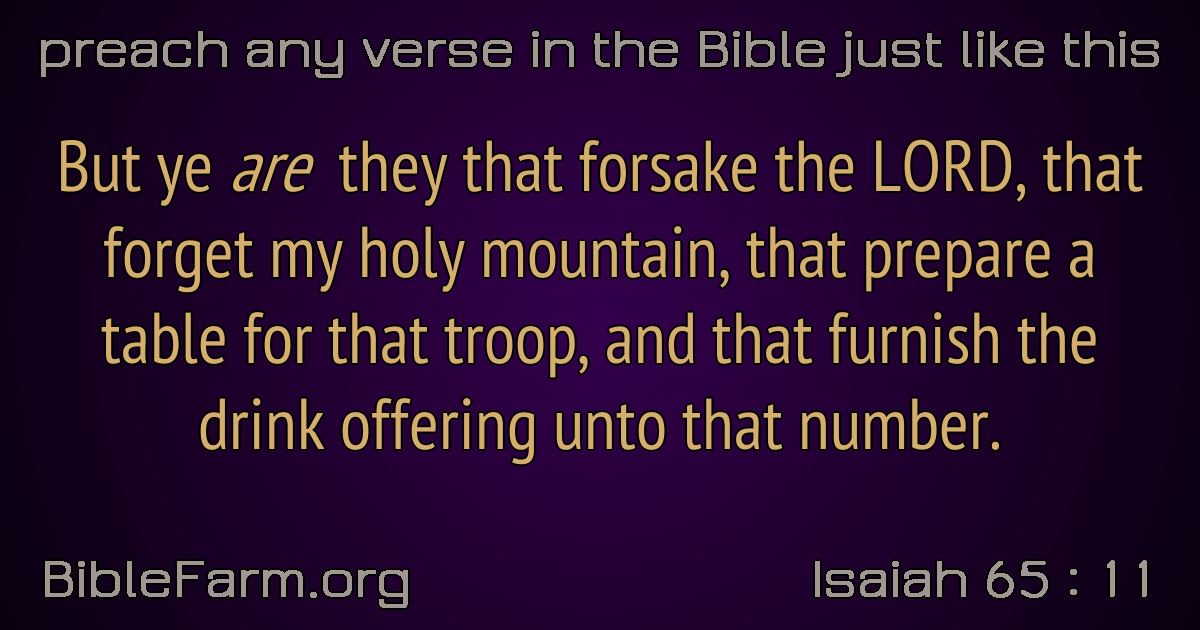 preach any verse in the Bible just like this
But ye are they that forsake the LORD, that
forget my holy mountain, that prepare a
table for that troop, and that furnish the
drink offering unto that number.
BibleFarm.org
Isaiah 65 : 11